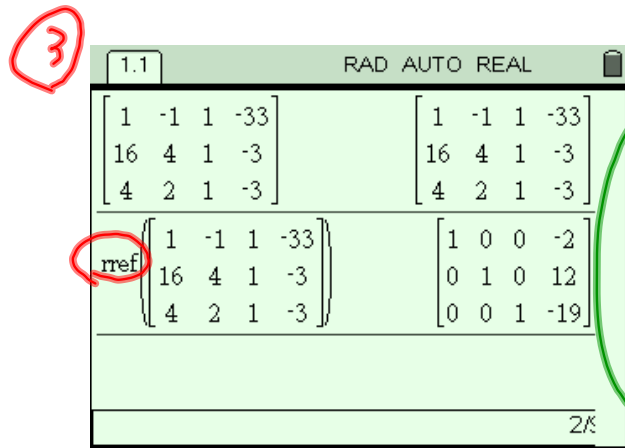 3
1.1 RAD AUTO REAL
1 -1 1 -33 1 -1 1 -33
16 4 1 -3 16 4 1 -3
4 2 1 -3 4 2 1 -3
1 -1 1 -33 1 0 0 -2
rref 16 4 1 -3 0 1 0 12
4 2 1 -3 0 0 1 -19